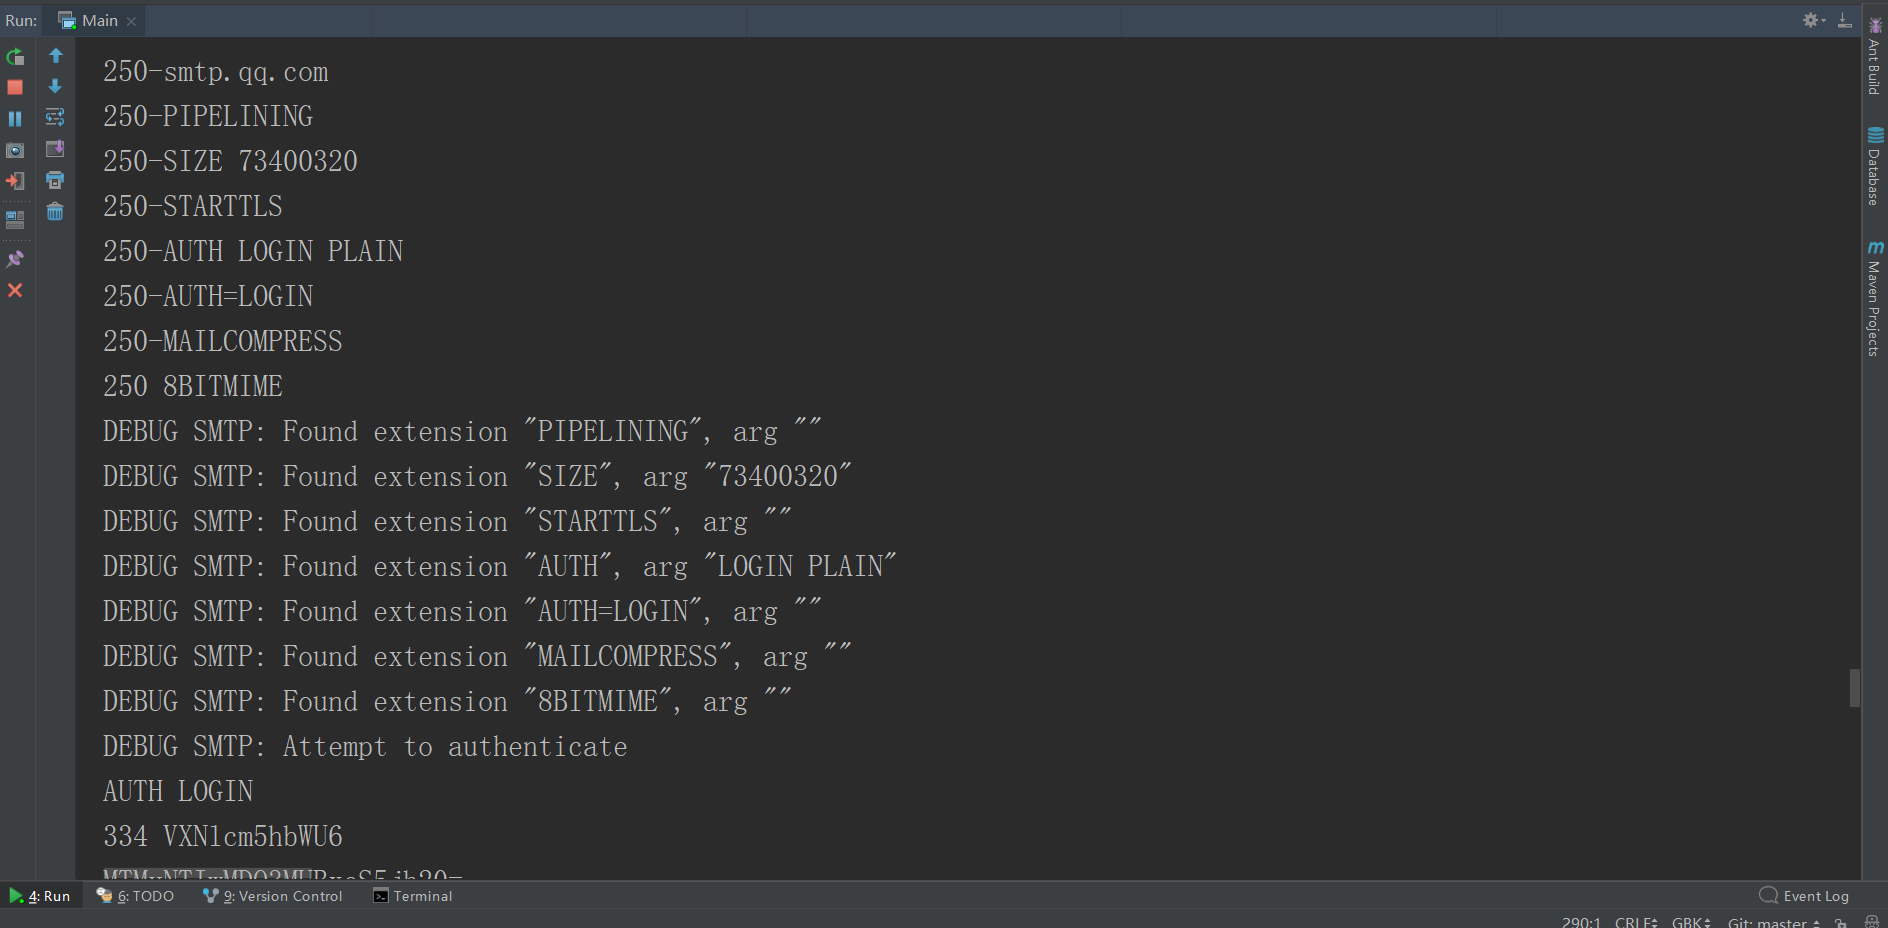 Run: Main
250-smtp.qq.com
250-PIPELINING
250-SIZE 73400320
250-STARTTLS
250-AUTH LOGIN PLAIN
250-AUTH=LOGIN
250-MAILCOMPRESS
250 8BITMIME
DEBUG SMTP: Found extension "PIPELINING", arg ""
DEBUG SMTP: Found extension "SIZE", arg "73400320"
DEBUG SMTP: Found extension "STARTTLS", arg ""
DEBUG SMTP: Found extension "AUTH", arg "LOGIN PLAIN"
DEBUG SMTP: Found extension "AUTH=LOGIN", arg ""
DEBUG SMTP: Found extension "MAILCOMPRESS", arg ""
DEBUG SMTP: Found extension "8BITMIME", arg ""
DEBUG SMTP: Attempt to authenticate
AUTH LOGIN
334 VXNlcm5hbWU6
Ant Build
Database
Maven Projects
4: Run 6: TODO 9: Version Control Terminal Event Log
290:1 CRLF GBK Git: master